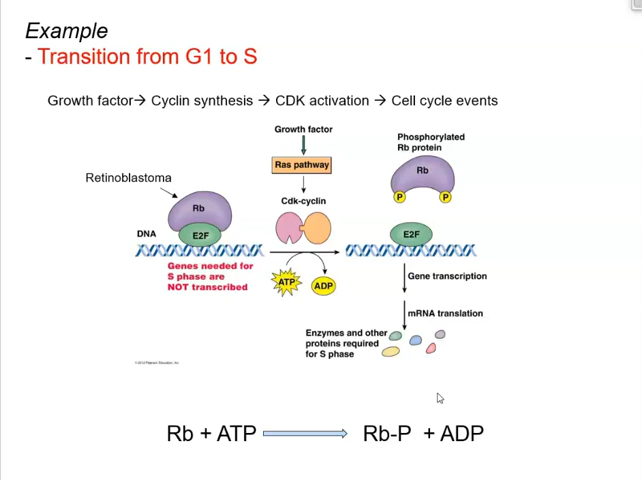 Example
- Transition from G1 to S
Growth factor→ Cyclin synthesis → CDK activation → Cell cycle events
Growth factor
Ras pathway
Cdk-cyclin
Phosphorylated
Rb protein
Rb
P
P
Retinoblastoma
Rb
DNA
E2F
E2F
Genes needed for
S phase are
NOT transcribed
ATP
ADP
Gene transcription
mRNA translation
Enzymes and other
proteins required
for S phase
Rb + ATP
Rb-P + ADP